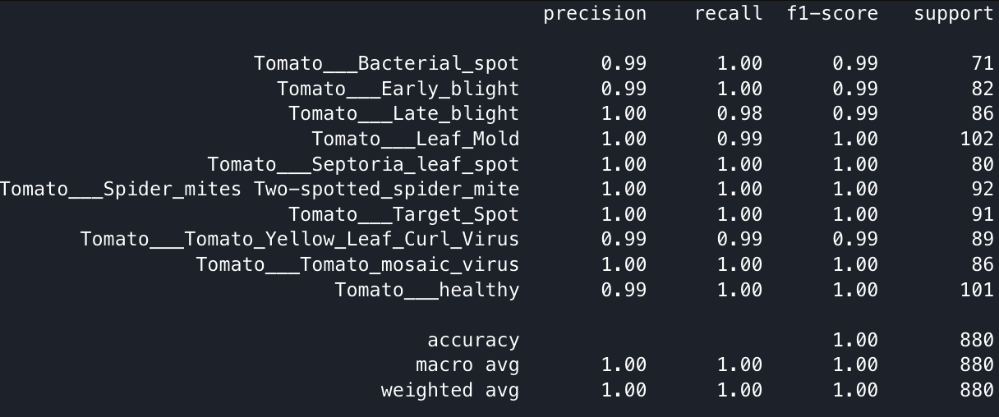 precision recall f1-score support
Tomato___Bacterial_spot 0.99 1.00 0.99 71
Tomato___Early_blight 0.99 1.00 0.99 82
Tomato___Late_blight 1.00 0.98 0.99 86
Tomato___Leaf_Mold 1.00 0.99 1.00 102
Tomato___Septoria_leaf_spot 1.00 1.00 1.00 80
Tomato___Spider_mites Two-spotted_spider_mite 1.00 1.00 1.00 92
Tomato___Target_Spot 1.00 1.00 1.00 91
Tomato___Tomato_Yellow_Leaf_Curl_Virus 0.99 0.99 0.99 89
Tomato___Tomato_mosaic_virus 1.00 1.00 1.00 86
Tomato___healthy 0.99 1.00 1.00 101
accuracy 1.00 880
macro avg 1.00 1.00 1.00 880
weighted avg 1.00 1.00 1.00 880